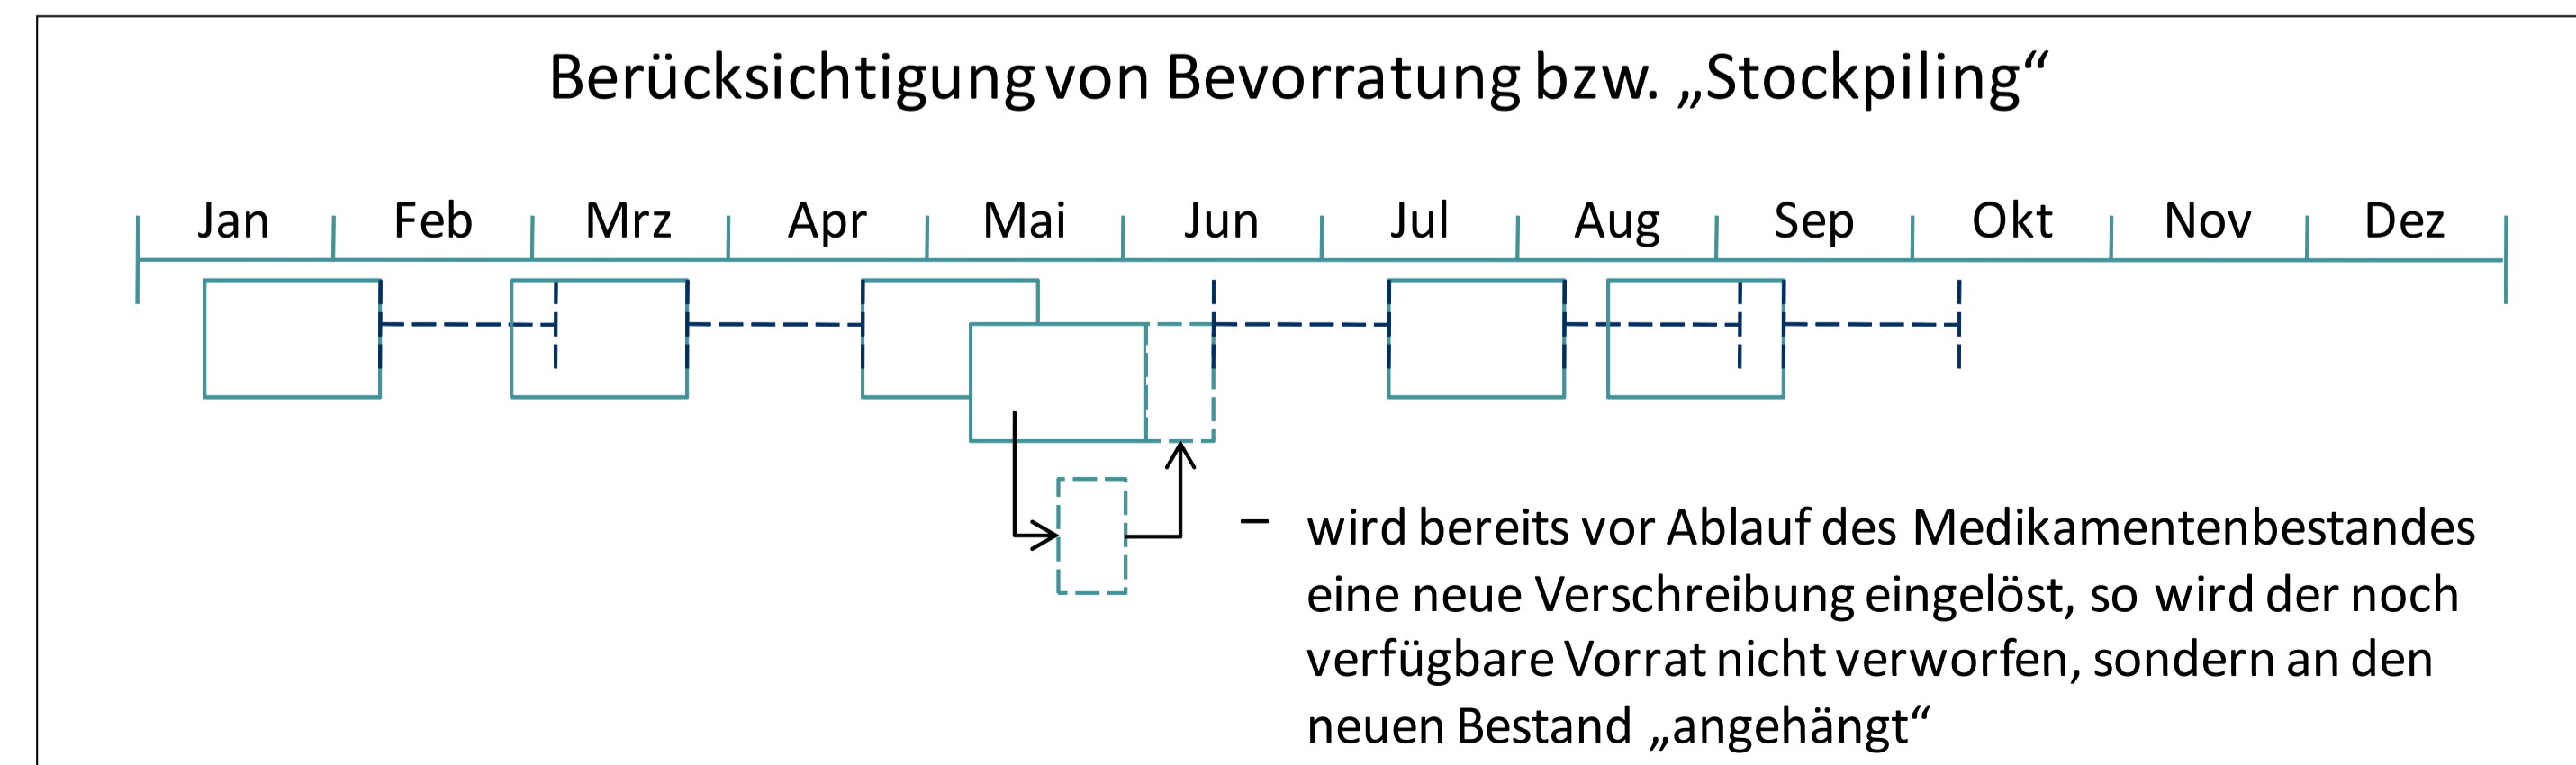 Berücksichtigung von Bevorratung bzw. „Stockpiling“
Jan Feb Mrz Apr Mai Jun Jul Aug Sep Okt Nov Dez
– wird bereits vor Ablauf des Medikamentenbestandes
eine neue Verschreibung eingelöst, so wird der noch
verfügbare Vorrat nicht verworfen, sondern an den
neuen Bestand „angehängt“